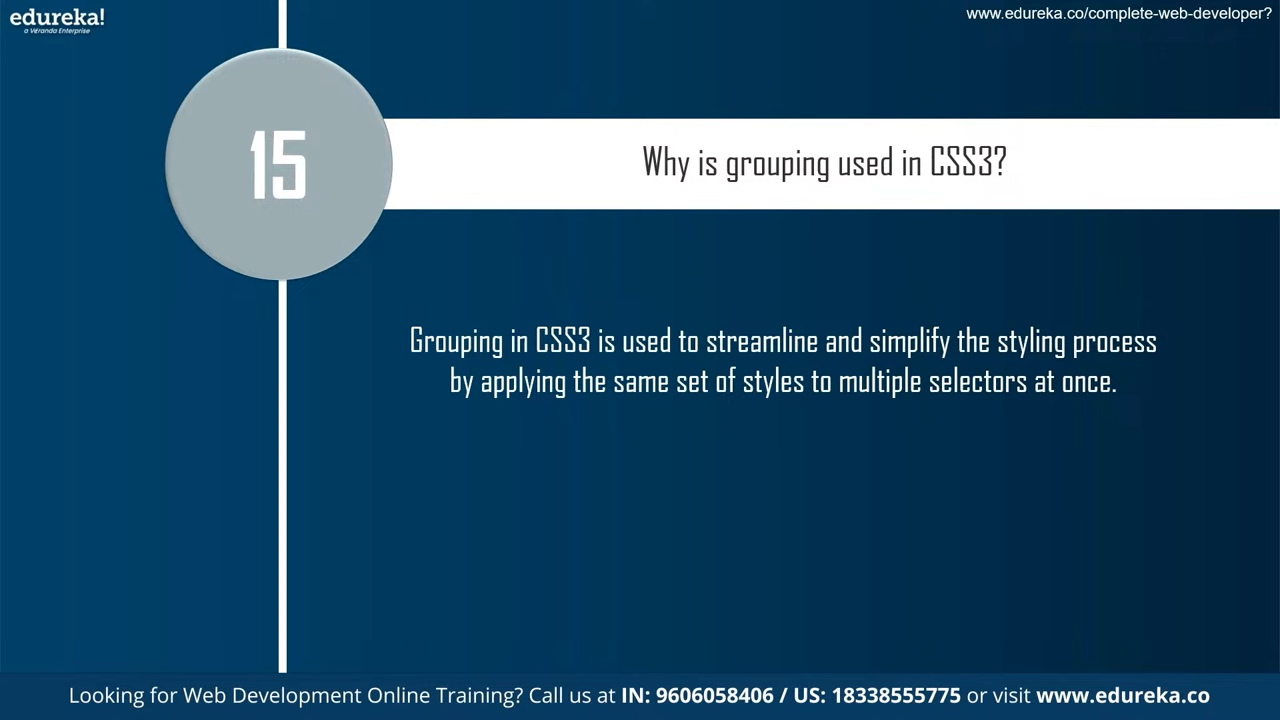 edureka!
a Veranda Enterprise
www.edureka.co/complete-web-developer?
15
Why is grouping used in CSS3?
Grouping in CSS3 is used to streamline and simplify the styling process
by applying the same set of styles to multiple selectors at once.
Looking for Web Development Online Training? Call us at IN: 9606058406 / US: 18338555775 or visit www.edureka.co